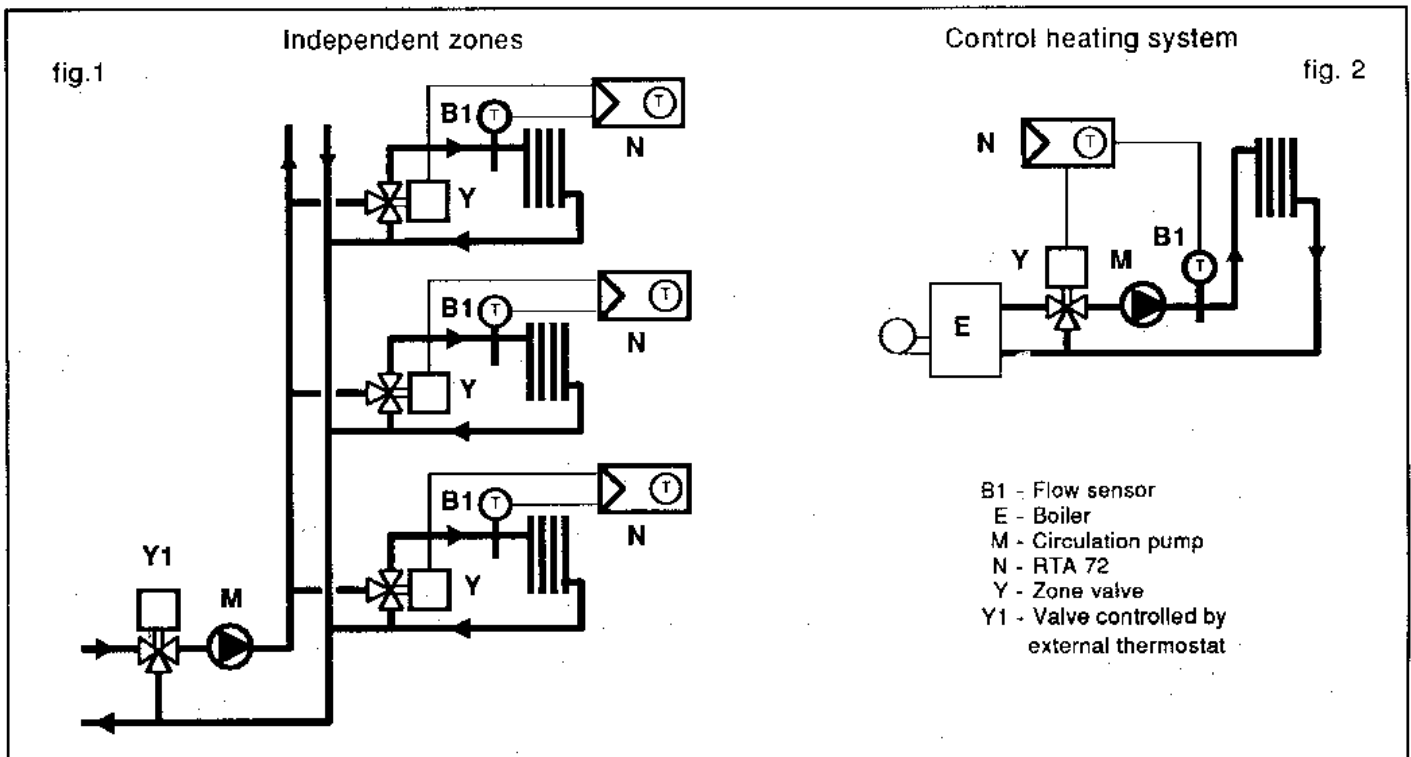 Independent zones
fig.1
B1
T
T
N
Y
B1
T
T
N
Y
B1
T
T
N
Y
Y1
M
Control heating system
fig. 2
N
T
B1
T
Y
M
E
B1 - Flow sensor
E - Boiler
M - Circulation pump
N - RTA 72
Y - Zone valve
Y1 - Valve controlled by
external thermostat